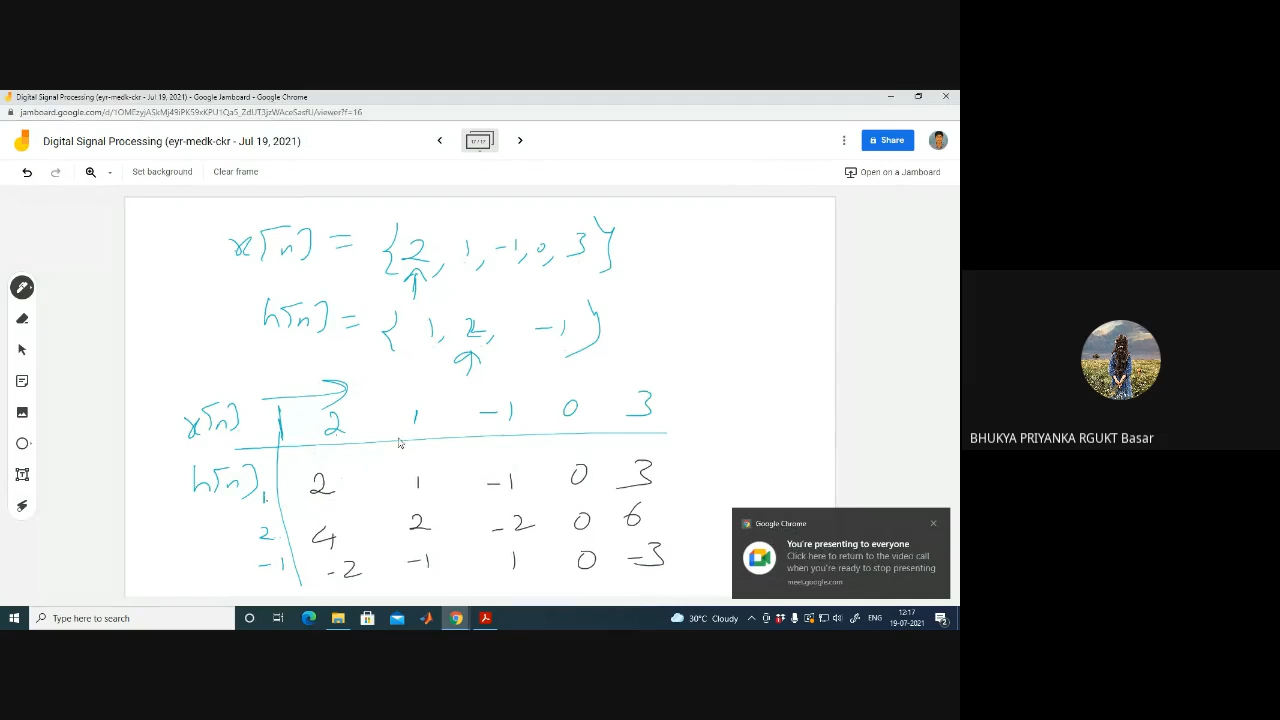 Digital Signal Processing (eyr-medk-ckr - Jul 19, 2021) - Google Jamboard - Google Chrome
Digital Signal Processing (eyr-medk-ckr - Jul 19, 2021)
17 / 17
Share
Set background
Clear frame
Open on a Jamboard
x[n] = {2, 1, -1, 0, 3}
↑
h[n] = {1, 2, -1}
↑
x[n] 2 1 -1 0 3
h[n] 1 2 1 -1 0 3
2 4 2 -2 0 6
-1 -2 -1 1 0 -3
BHUKYA PRIYANKA RGUKT Basar
Google Chrome
You're presenting to everyone
Click here to return to the video call
when you're ready to stop presenting
meet.google.com
Type here to search
30°C Cloudy
ENG
12:17
19-07-2021
2